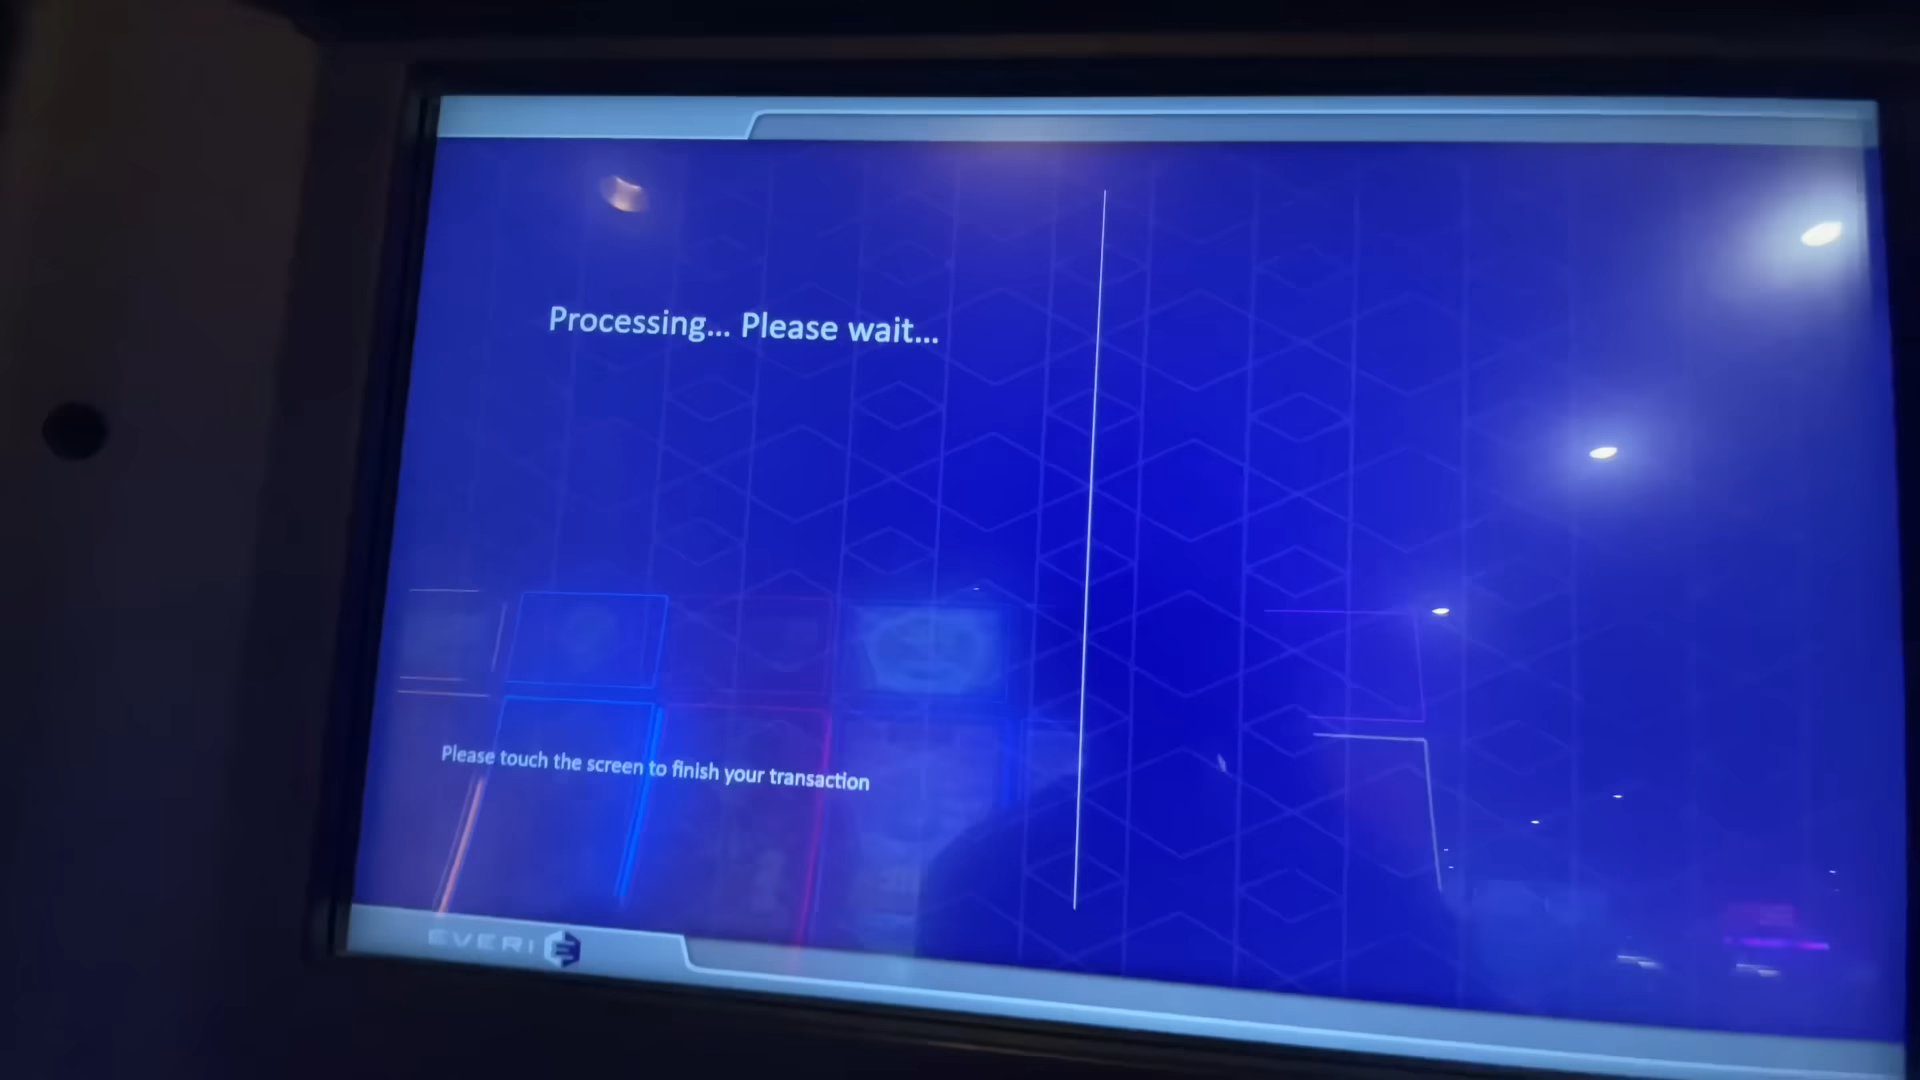 Processing... Please wait...
Please touch the screen to finish your transaction
EVERI